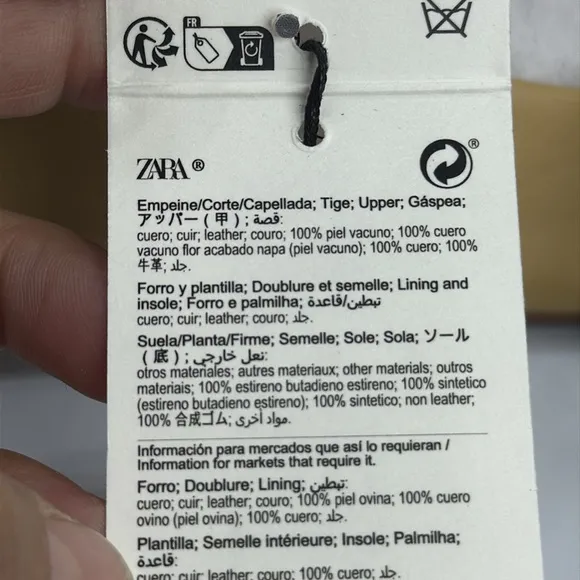 FR
ZARA ®
®
Empeine/Corte/Capellada; Tige; Upper; Gáspea;
アッパー ( 甲 ) ; قصة:
cuero; cuir; leather; couro; 100% piel vacuno; 100% cuero
vacuno flor acabado napa (piel vacuno); 100% cuero; 100%
牛革; جلد.
Forro y plantilla; Doublure et semelle; Lining and
insole; Forro e palmilha; تبطين/قاعدة
cuero; cuir; leather; couro; جلد.
Suela/Planta/Firme; Semelle; Sole; Sola; ソール
( 底 ) ; نعل خارجي:
otros materiales; autres materiaux; other materials; outros
materiais; 100% estireno butadieno estireno; 100% sintetico
(estireno butadieno estireno); 100% sintetico; non leather;
100% 合成ゴム; مواد أخرى.
Información para mercados que así lo requieran /
Information for markets that require it.
Forro; Doublure; Lining; تبطين:
cuero; cuir; leather; couro; 100% piel ovina; 100% cuero
ovino (piel ovina); 100% cuero; جلد.
Plantilla; Semelle intérieure; Insole; Palmilha;
قاعدة:
cuero; cuir; leather; couro; 100% piel